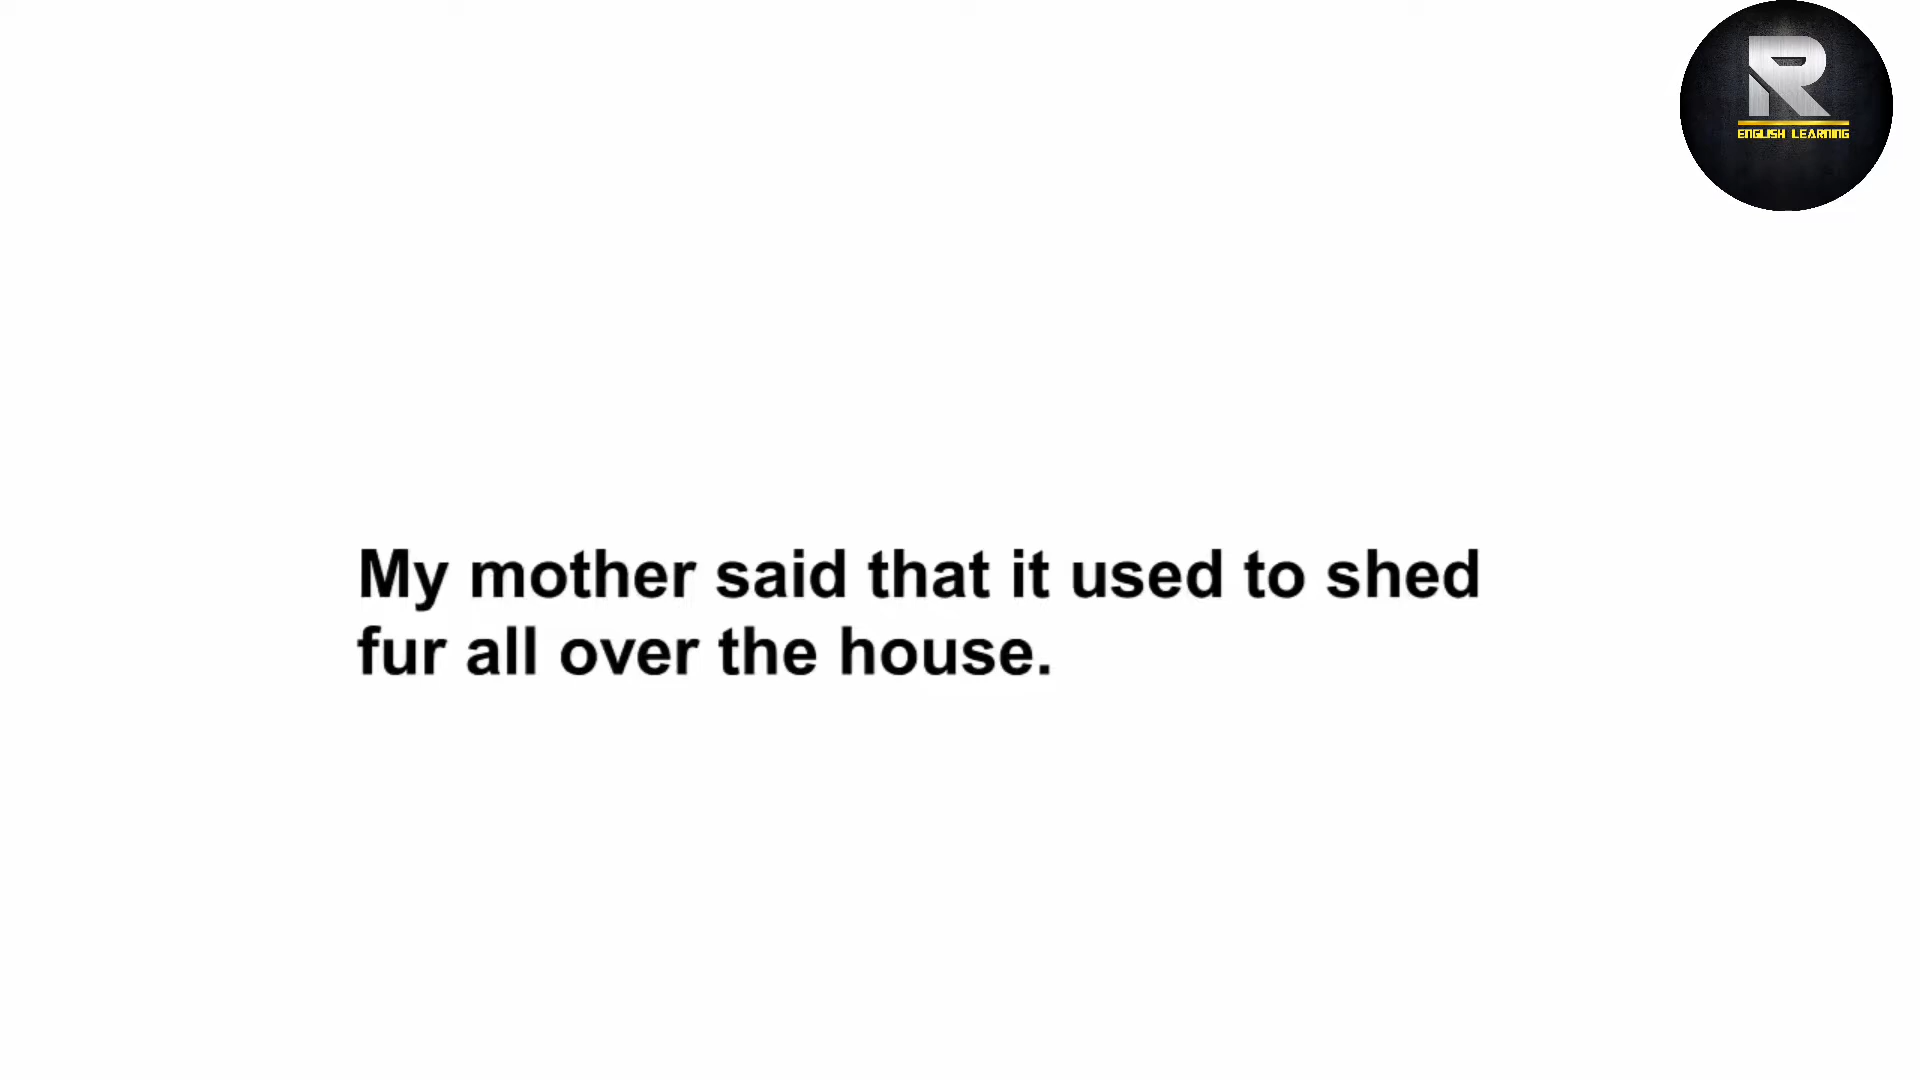 R
ENGLISH LEARNING
My mother said that it used to shed
fur all over the house.